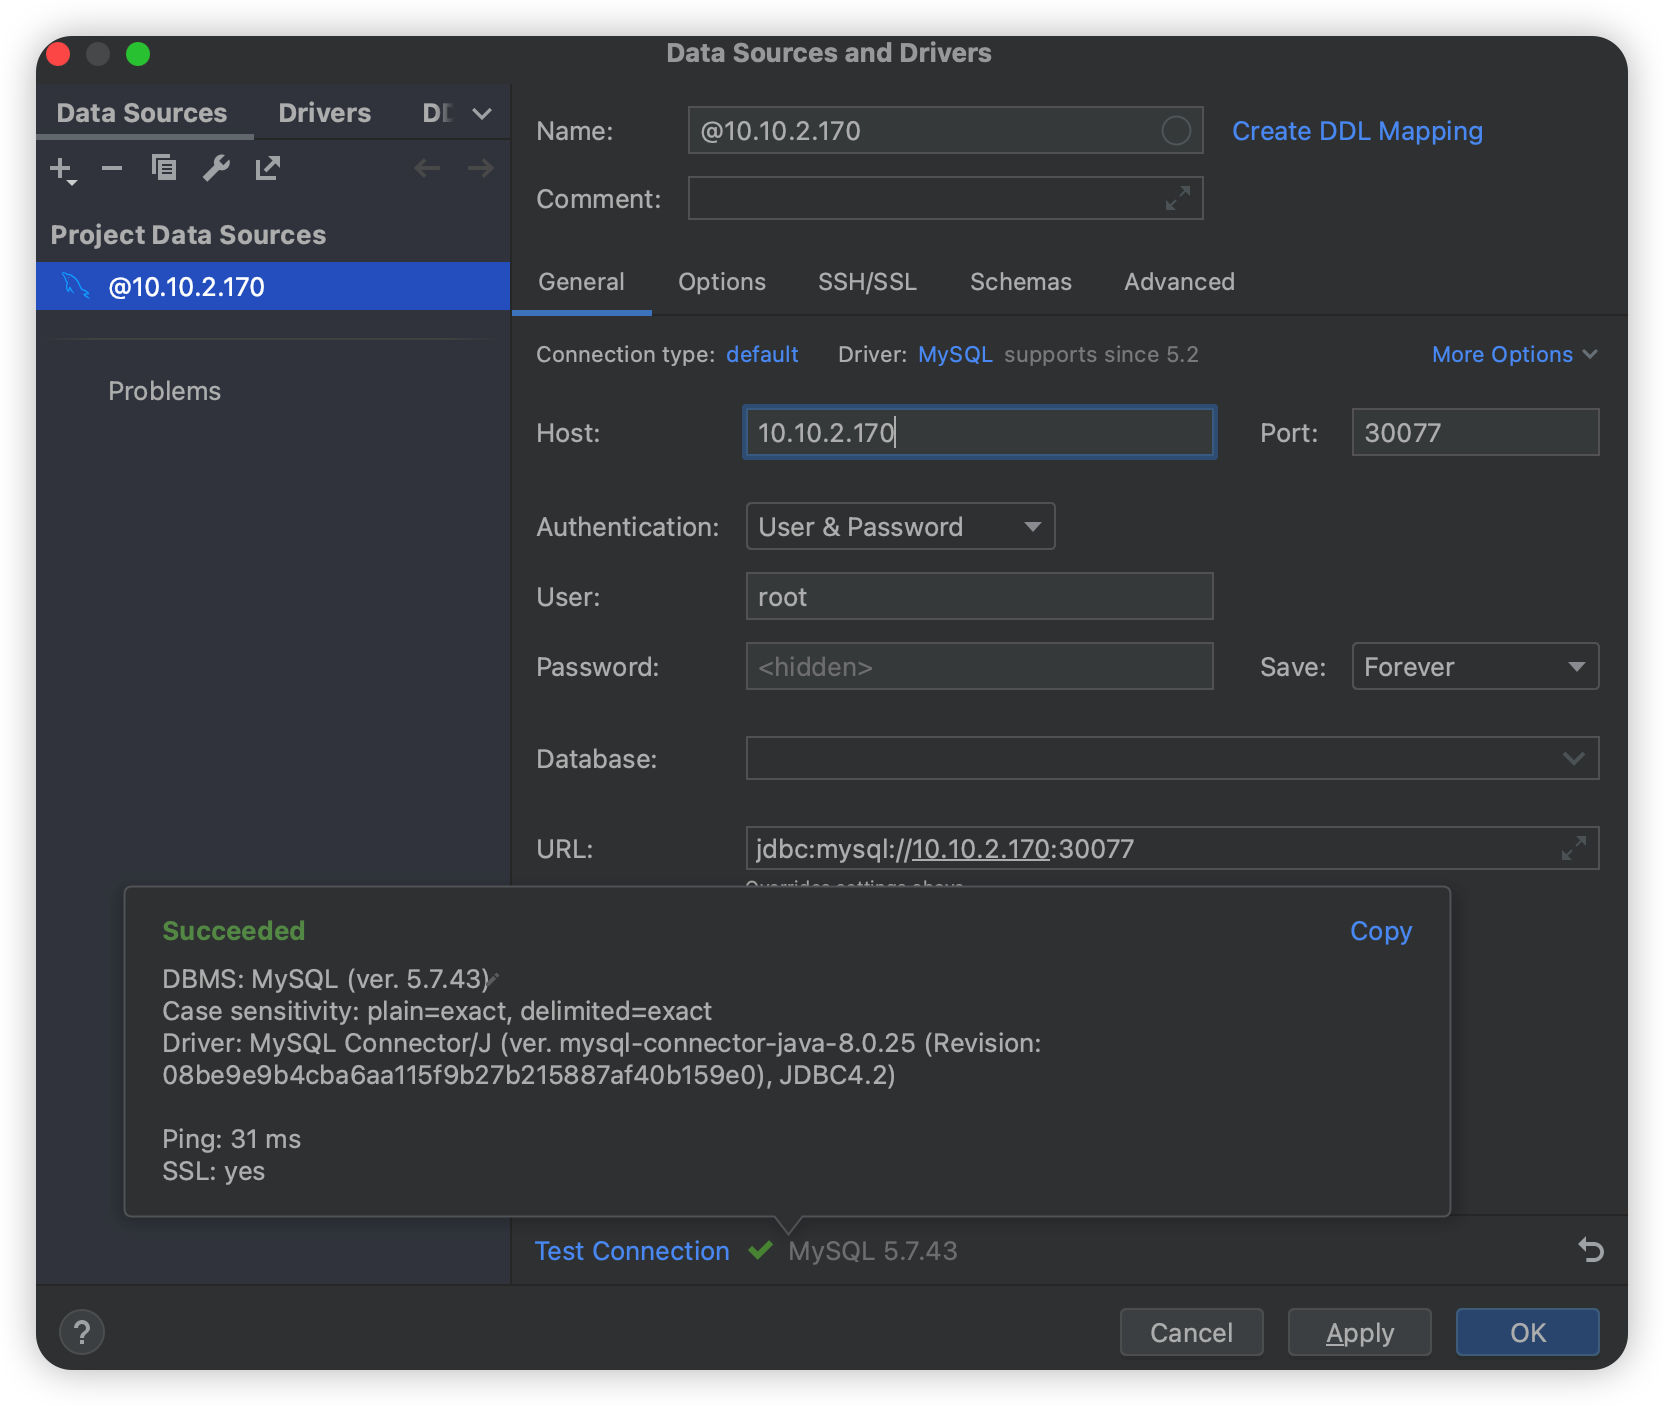 Data Sources and Drivers
Data Sources Drivers
Name: @10.10.2.170 Create DDL Mapping
Comment:
Project Data Sources
@10.10.2.170
Problems
General Options SSH/SSL Schemas Advanced
Connection type: default Driver: MySQL supports since 5.2 More Options
Host: 10.10.2.170 Port: 30077
Authentication: User & Password
User: root
Password: <hidden> Save: Forever
Database:
URL: jdbc:mysql://10.10.2.170:30077
Overrides settings above
Succeeded Copy
DBMS: MySQL (ver. 5.7.43)
Case sensitivity: plain=exact, delimited=exact
Driver: MySQL Connector/J (ver. mysql-connector-java-8.0.25 (Revision:
08be9e9b4cba6aa115f9b27b215887af40b159e0), JDBC4.2)
Ping: 31 ms
SSL: yes
Test Connection MySQL 5.7.43
? Cancel Apply OK